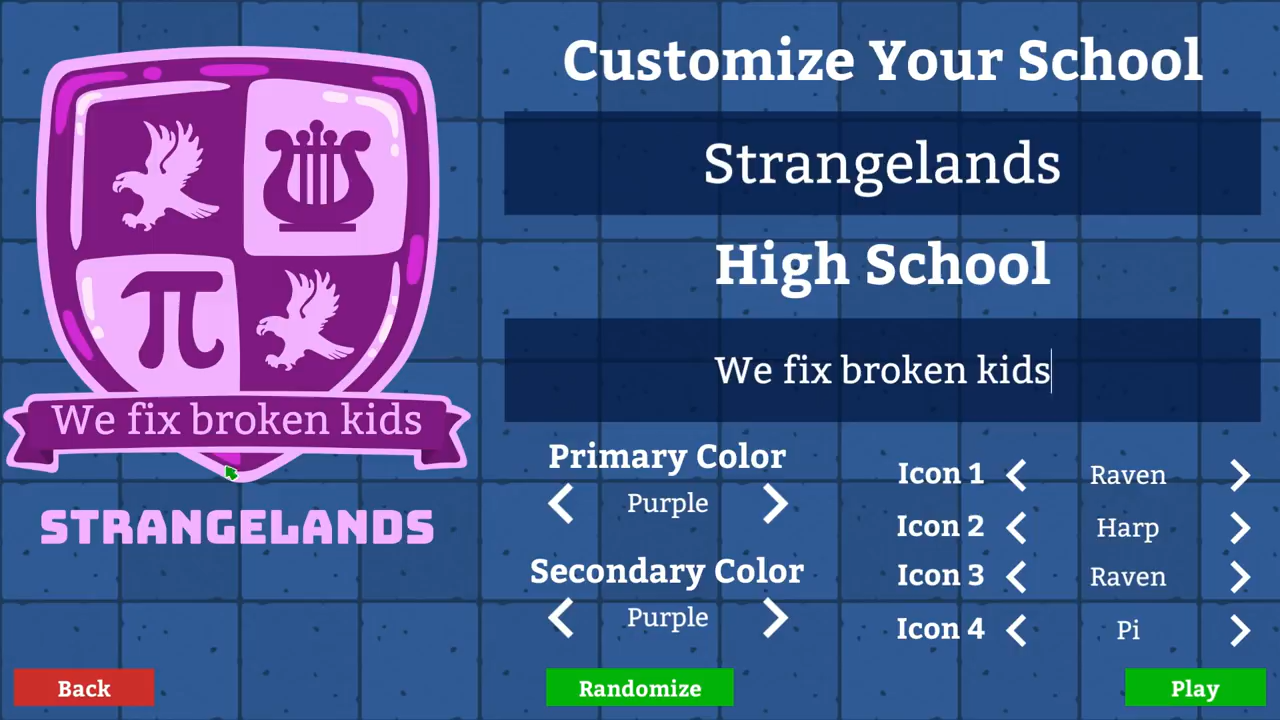 Customize Your School
Strangelands
High School
We fix broken kids
We fix broken kids
STRANGELANDS
Primary Color
Purple
Secondary Color
Purple
Icon 1
Raven
Icon 2
Harp
Icon 3
Raven
Icon 4
Pi
Back
Randomize
Play